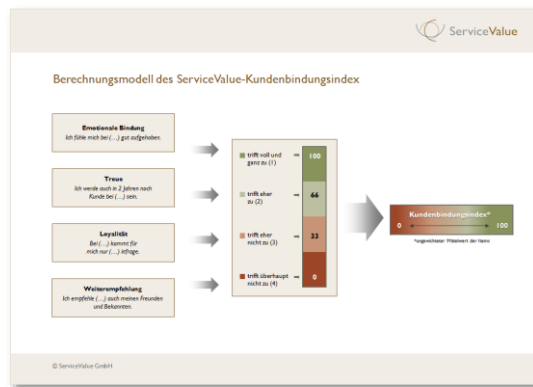 ServiceValue
Berechnungsmodell des ServiceValue-Kundenbindungsindex
Emotionale Bindung
Ich fühle mich bei (…) gut aufgehoben.
Treue
Ich werde auch in 2 Jahren noch
Kunde bei (…) sein.
Loyalität
Bei (…) kommt für
mich nur (…) infrage.
Weiterempfehlung
Ich empfehle (…) auch meinen Freunden
und Bekannten.
trifft voll und
ganz zu (1)
100
trifft eher
zu (2)
66
trifft eher
nicht zu (3)
33
trifft überhaupt
nicht zu (4)
0
Kundenbindungsindex*
0
100
*ungewichteter Mittelwert der Items
© ServiceValue GmbH